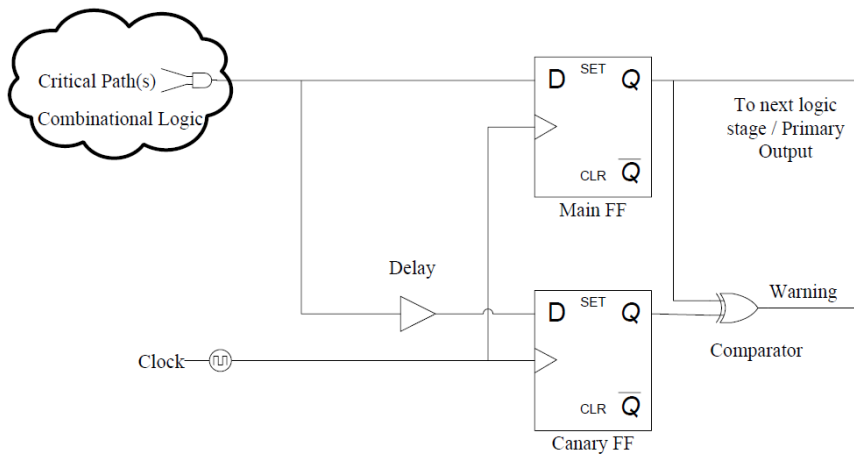 Critical Path(s)
Combinational Logic
D SET Q
CLR Q
Main FF
To next logic
stage / Primary
Output
Delay
D SET Q
CLR Q
Canary FF
Warning
Comparator
Clock